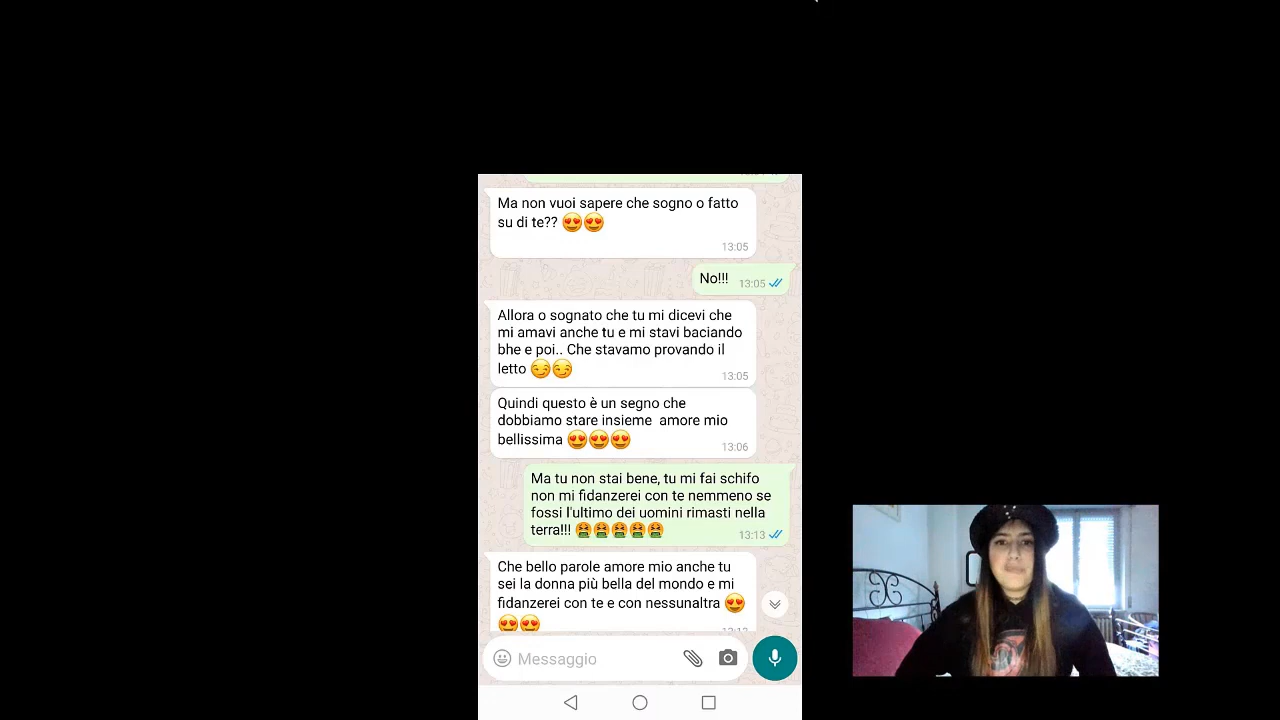 Ma non vuoi sapere che sogno o fatto
su di te?? 😍😍
13:05
No!!! 13:05
Allora o sognato che tu mi dicevi che
mi amavi anche tu e mi stavi baciando
bhe e poi.. Che stavamo provando il
letto 😏😏
13:05
Quindi questo è un segno che
dobbiamo stare insieme  amore mio
bellissima 😍😍😍
13:06
Ma tu non stai bene, tu mi fai schifo
non mi fidanzerei con te nemmeno se
fossi l'ultimo dei uomini rimasti nella
terra!!! 🤮🤮🤮🤮🤮 13:13
Che bello parole amore mio anche tu
sei la donna più bella del mondo e mi
fidanzerei con te e con nessunaltra 😍
😍😍
Messaggio